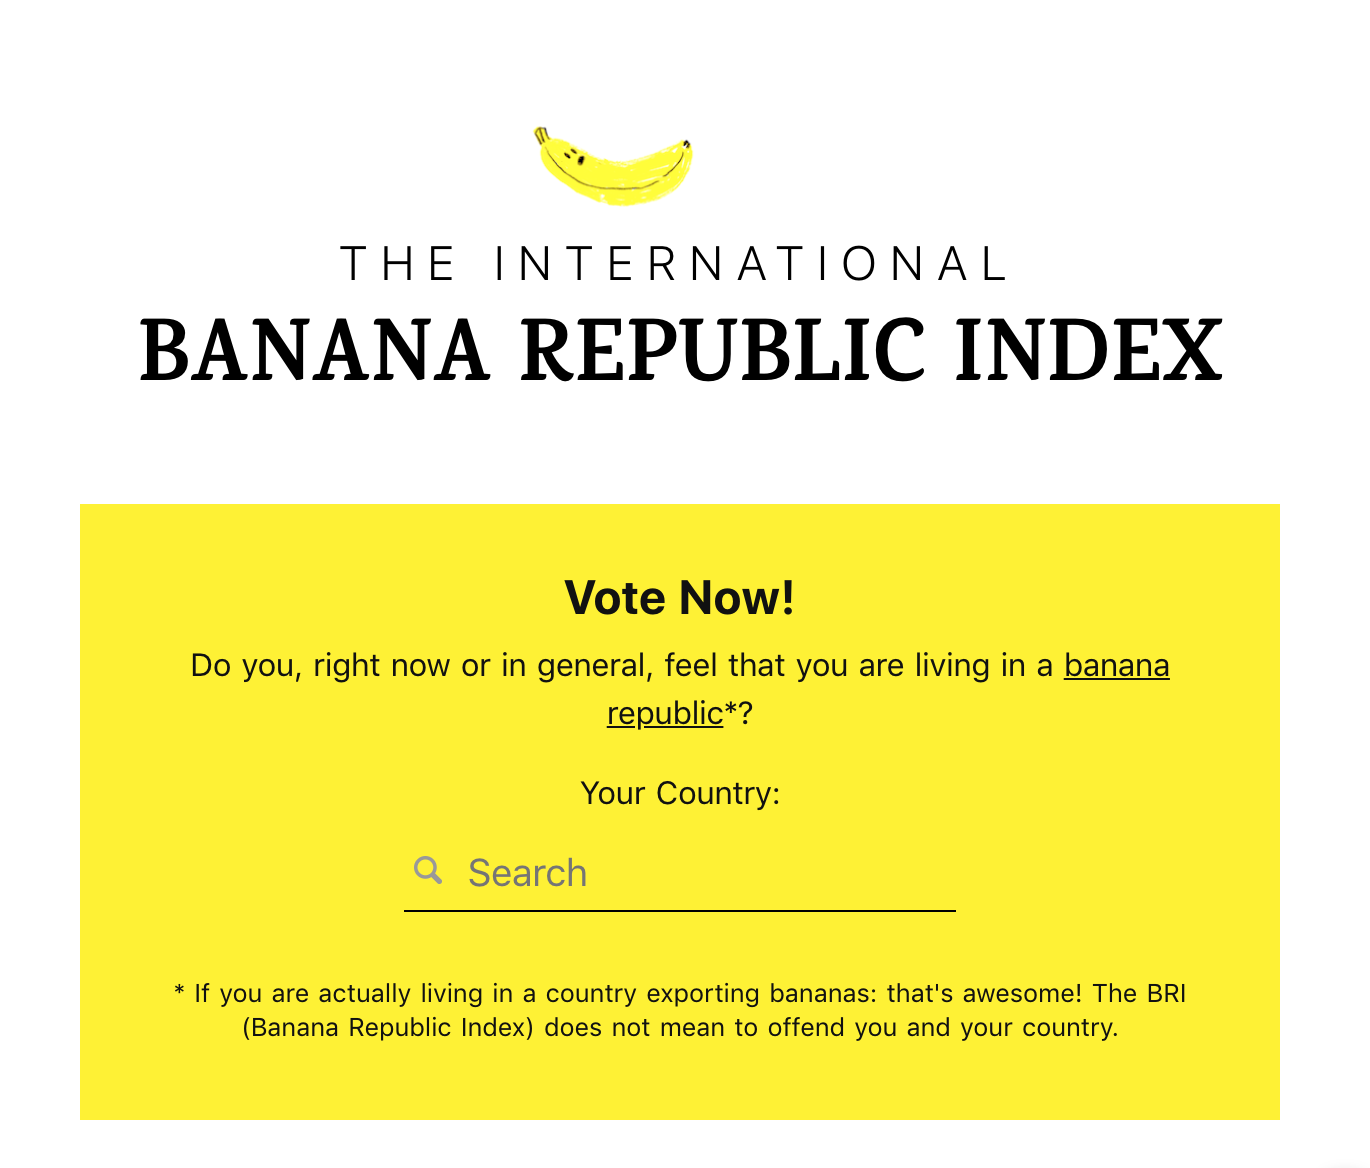 THE INTERNATIONAL
BANANA REPUBLIC INDEX
Vote Now!
Do you, right now or in general, feel that you are living in a banana
republic*?
Your Country:
Search
* If you are actually living in a country exporting bananas: that's awesome! The BRI
(Banana Republic Index) does not mean to offend you and your country.